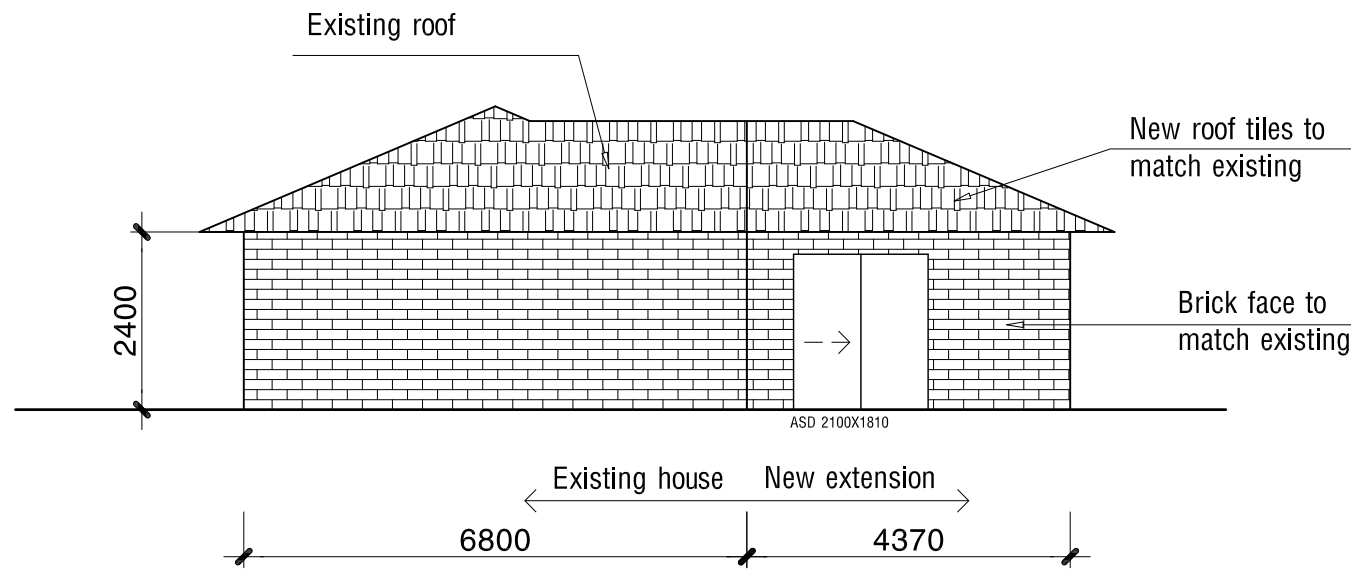 Existing roof
New roof tiles to
match existing
2400
Brick face to
match existing
ASD 2100X1810
Existing house
New extension
6800
4370